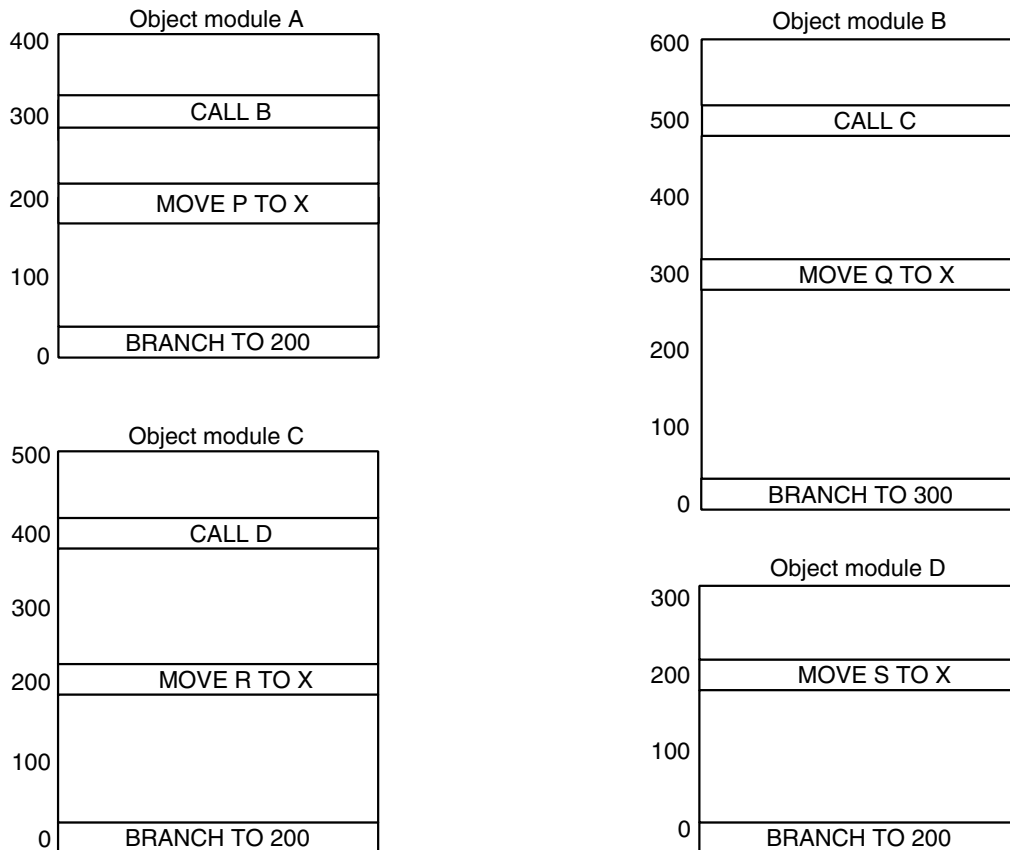 Object module A
400
300
CALL B
200
MOVE P TO X
100
BRANCH TO 200
0
Object module B
600
500
CALL C
400
300
MOVE Q TO X
200
100
BRANCH TO 300
0
Object module C
500
400
CALL D
300
200
MOVE R TO X
100
0
BRANCH TO 200
Object module D
300
200
MOVE S TO X
100
0
BRANCH TO 200